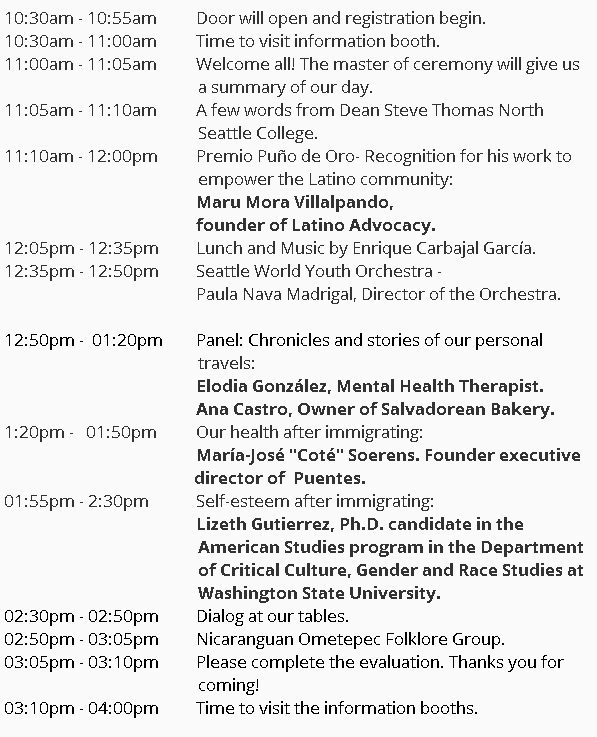 10:30am - 10:55am Door will open and registration begin.
10:30am - 11:00am Time to visit information booth.
11:00am - 11:05am Welcome all! The master of ceremony will give us
a summary of our day.
11:05am - 11:10am A few words from Dean Steve Thomas North
Seattle College.
11:10am - 12:00pm Premio Puño de Oro- Recognition for his work to
empower the Latino community:
Maru Mora Villalpando,
founder of Latino Advocacy.
12:05pm - 12:35pm Lunch and Music by Enrique Carbajal García.
12:35pm - 12:50pm Seattle World Youth Orchestra -
Paula Nava Madrigal, Director of the Orchestra.
12:50pm - 01:20pm Panel: Chronicles and stories of our personal
travels:
Elodia González, Mental Health Therapist.
Ana Castro, Owner of Salvadorean Bakery.
1:20pm - 01:50pm Our health after immigrating:
María-José "Coté" Soerens. Founder executive
director of Puentes.
01:55pm - 2:30pm Self-esteem after immigrating:
Lizeth Gutierrez, Ph.D. candidate in the
American Studies program in the Department
of Critical Culture, Gender and Race Studies at
Washington State University.
02:30pm - 02:50pm Dialog at our tables.
02:50pm - 03:05pm Nicaranguan Ometepec Folklore Group.
03:05pm - 03:10pm Please complete the evaluation. Thanks you for
coming!
03:10pm - 04:00pm Time to visit the information booths.